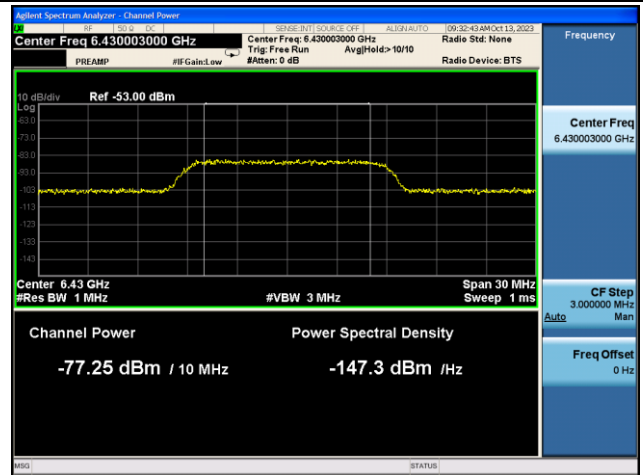 Agilent Spectrum Analyzer - Channel Power
RF 50 Ω DC SENSE:INT SOURCE OFF ALIGNAUTO 09:32:43 AM Oct 13, 2023
Center Freq 6.430003000 GHz
Center Freq: 6.430003000 GHz
Radio Std: None
Trig: Free Run Avg|Hold:>10/10
PREAMP #IFGain:Low #Atten: 0 dB Radio Device: BTS
Frequency
10 dB/div Ref -53.00 dBm
Log
-63.0
-73.0
-83.0
-93.0
-103
-113
-123
-133
-143
Center 6.43 GHz Span 30 MHz
#Res BW 1 MHz #VBW 3 MHz Sweep 1 ms
Channel Power Power Spectral Density
-77.25 dBm / 10 MHz -147.3 dBm /Hz
Center Freq
6.430003000 GHz
CF Step
3.000000 MHz
Auto Man
Freq Offset
0 Hz
MSG STATUS